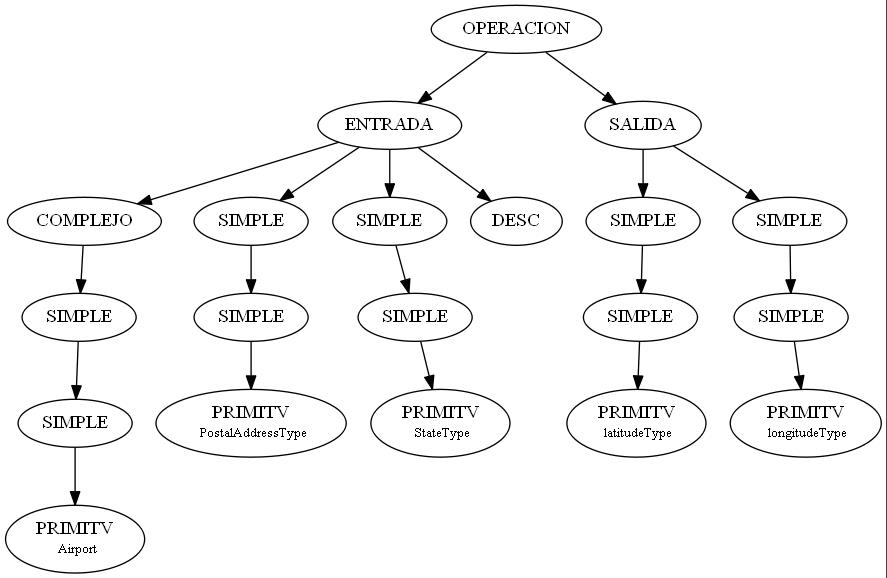 OPERACION
ENTRADA
SALIDA
COMPLEJO
SIMPLE
SIMPLE
DESC
SIMPLE
SIMPLE
SIMPLE
SIMPLE
SIMPLE
SIMPLE
SIMPLE
SIMPLE
PRIMITV
PostalAddressType
PRIMITV
StateType
PRIMITV
latitudeType
PRIMITV
longitudeType
PRIMITV
Airport